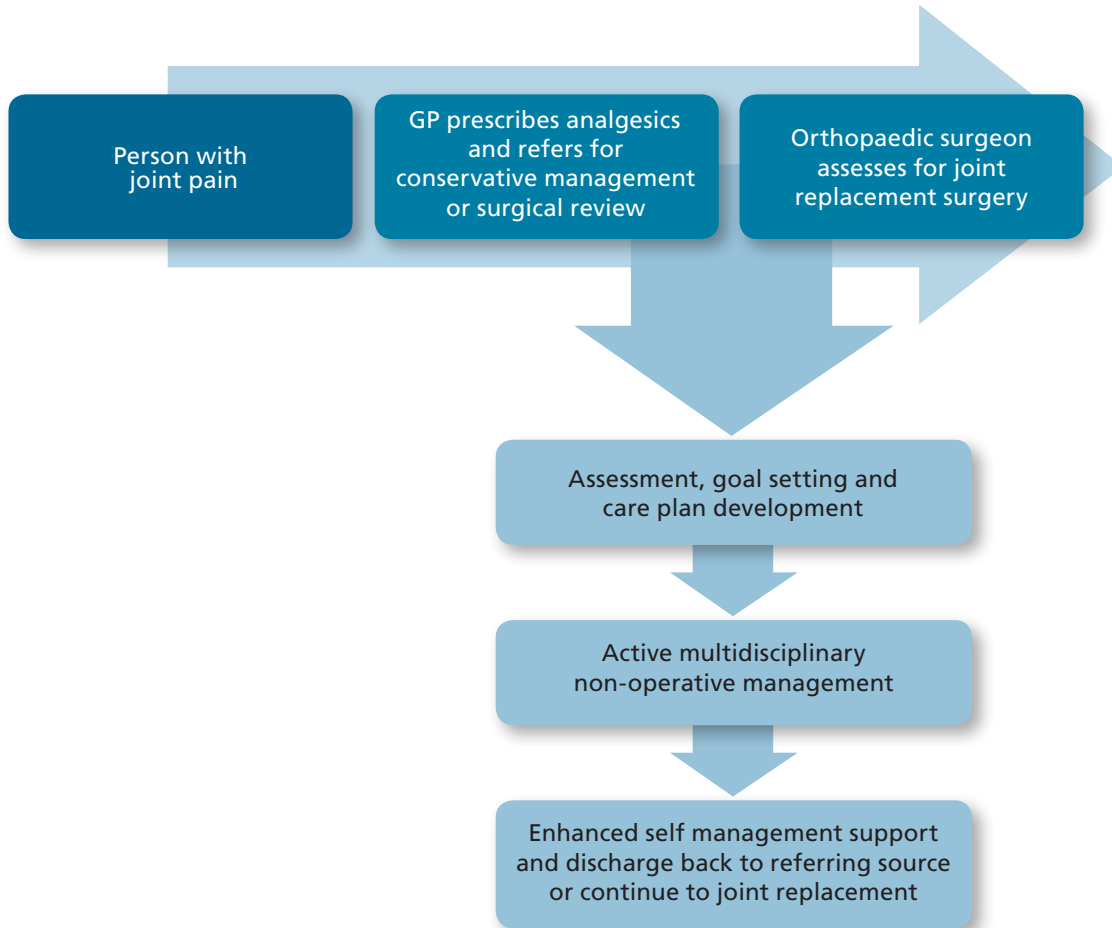 Person with
joint pain
GP prescribes analgesics
and refers for
conservative management
or surgical review
Orthopaedic surgeon
assesses for joint
replacement surgery
Assessment, goal setting and
care plan development
Active multidisciplinary
non-operative management
Enhanced self management support
and discharge back to referring source
or continue to joint replacement